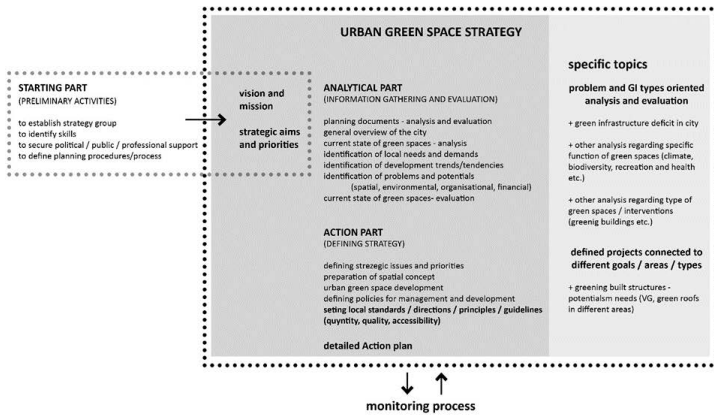 URBAN GREEN SPACE STRATEGY
STARTING PART
(PRELIMINARY ACTIVITIES)
to establish strategy group
to identify skills
to secure political / public / professional support
to define planning procedures/process
vision and
mission
strategic aims
and priorities
ANALYTICAL PART
(INFORMATION GATHERING AND EVALUATION)
planning documents - analysis and evaluation
general overview of the city
current state of green spaces - analysis
identification of local needs and demands
identification of development trends/tendencies
identification of problems and potentials
(spatial, environmental, organisational, financial)
current state of green spaces- evaluation
ACTION PART
(DEFINING STRATEGY)
defining strezegic issues and priorities
preparation of spatial concept
urban green space development
defining policies for management and development
seting local standards / directions / principles / guidelines
(quyntity, quality, accessibility)
detailed Action plan
specific topics
problem and GI types oriented
analysis and evaluation
+ green infrastructure deficit in city
+ other analysis regarding specific
function of green spaces (climate,
biodiversity, recreation and health
etc.)
+ other analysis regarding type of
green spaces / interventions
(greenig buildings etc.)
defined projects connected to
different goals / areas / types
+ greening built structures -
potentialsm needs (VG, green roofs
in different areas)
monitoring process